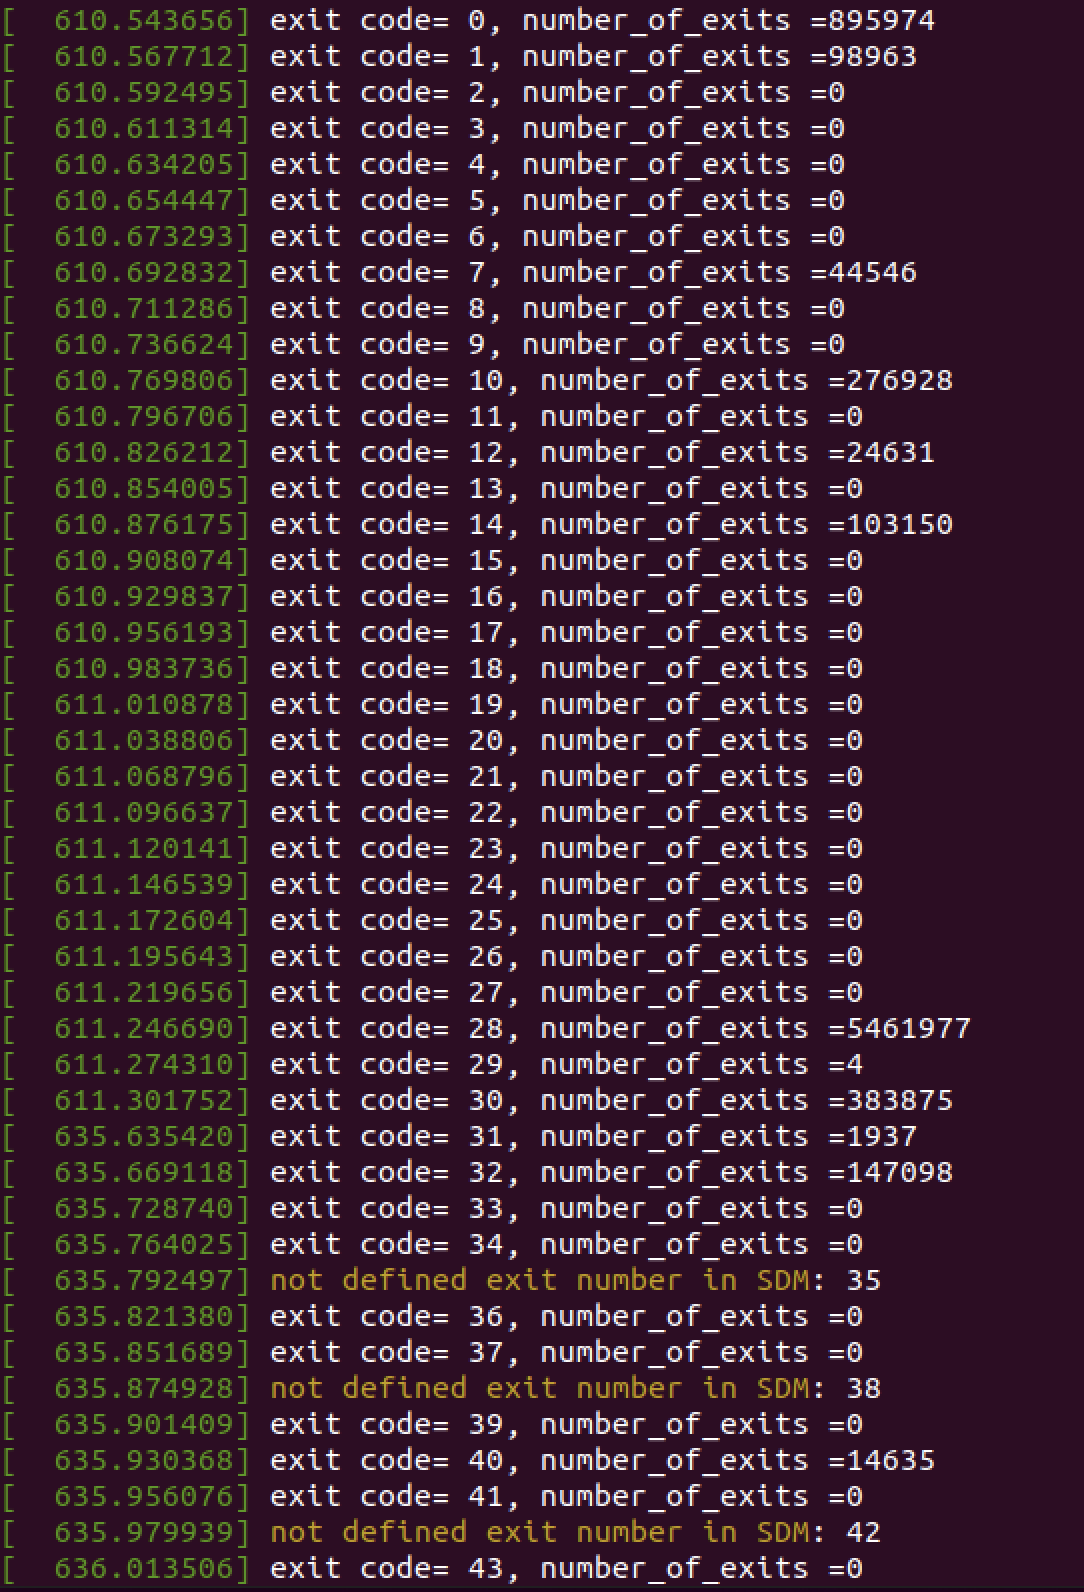 [  610.543656] exit code= 0, number_of_exits =895974
[  610.567712] exit code= 1, number_of_exits =98963
[  610.592495] exit code= 2, number_of_exits =0
[  610.611314] exit code= 3, number_of_exits =0
[  610.634205] exit code= 4, number_of_exits =0
[  610.654447] exit code= 5, number_of_exits =0
[  610.673293] exit code= 6, number_of_exits =0
[  610.692832] exit code= 7, number_of_exits =44546
[  610.711286] exit code= 8, number_of_exits =0
[  610.736624] exit code= 9, number_of_exits =0
[  610.769806] exit code= 10, number_of_exits =276928
[  610.796706] exit code= 11, number_of_exits =0
[  610.826212] exit code= 12, number_of_exits =24631
[  610.854005] exit code= 13, number_of_exits =0
[  610.876175] exit code= 14, number_of_exits =103150
[  610.908074] exit code= 15, number_of_exits =0
[  610.929837] exit code= 16, number_of_exits =0
[  610.956193] exit code= 17, number_of_exits =0
[  610.983736] exit code= 18, number_of_exits =0
[  611.010878] exit code= 19, number_of_exits =0
[  611.038806] exit code= 20, number_of_exits =0
[  611.068796] exit code= 21, number_of_exits =0
[  611.096637] exit code= 22, number_of_exits =0
[  611.120141] exit code= 23, number_of_exits =0
[  611.146539] exit code= 24, number_of_exits =0
[  611.172604] exit code= 25, number_of_exits =0
[  611.195643] exit code= 26, number_of_exits =0
[  611.219656] exit code= 27, number_of_exits =0
[  611.246690] exit code= 28, number_of_exits =5461977
[  611.274310] exit code= 29, number_of_exits =4
[  611.301752] exit code= 30, number_of_exits =383875
[  635.635420] exit code= 31, number_of_exits =1937
[  635.669118] exit code= 32, number_of_exits =147098
[  635.728740] exit code= 33, number_of_exits =0
[  635.764025] exit code= 34, number_of_exits =0
[  635.792497] not defined exit number in SDM: 35
[  635.821380] exit code= 36, number_of_exits =0
[  635.851689] exit code= 37, number_of_exits =0
[  635.874928] not defined exit number in SDM: 38
[  635.901409] exit code= 39, number_of_exits =0
[  635.930368] exit code= 40, number_of_exits =14635
[  635.956076] exit code= 41, number_of_exits =0
[  635.979939] not defined exit number in SDM: 42
[  636.013506] exit code= 43, number_of_exits =0